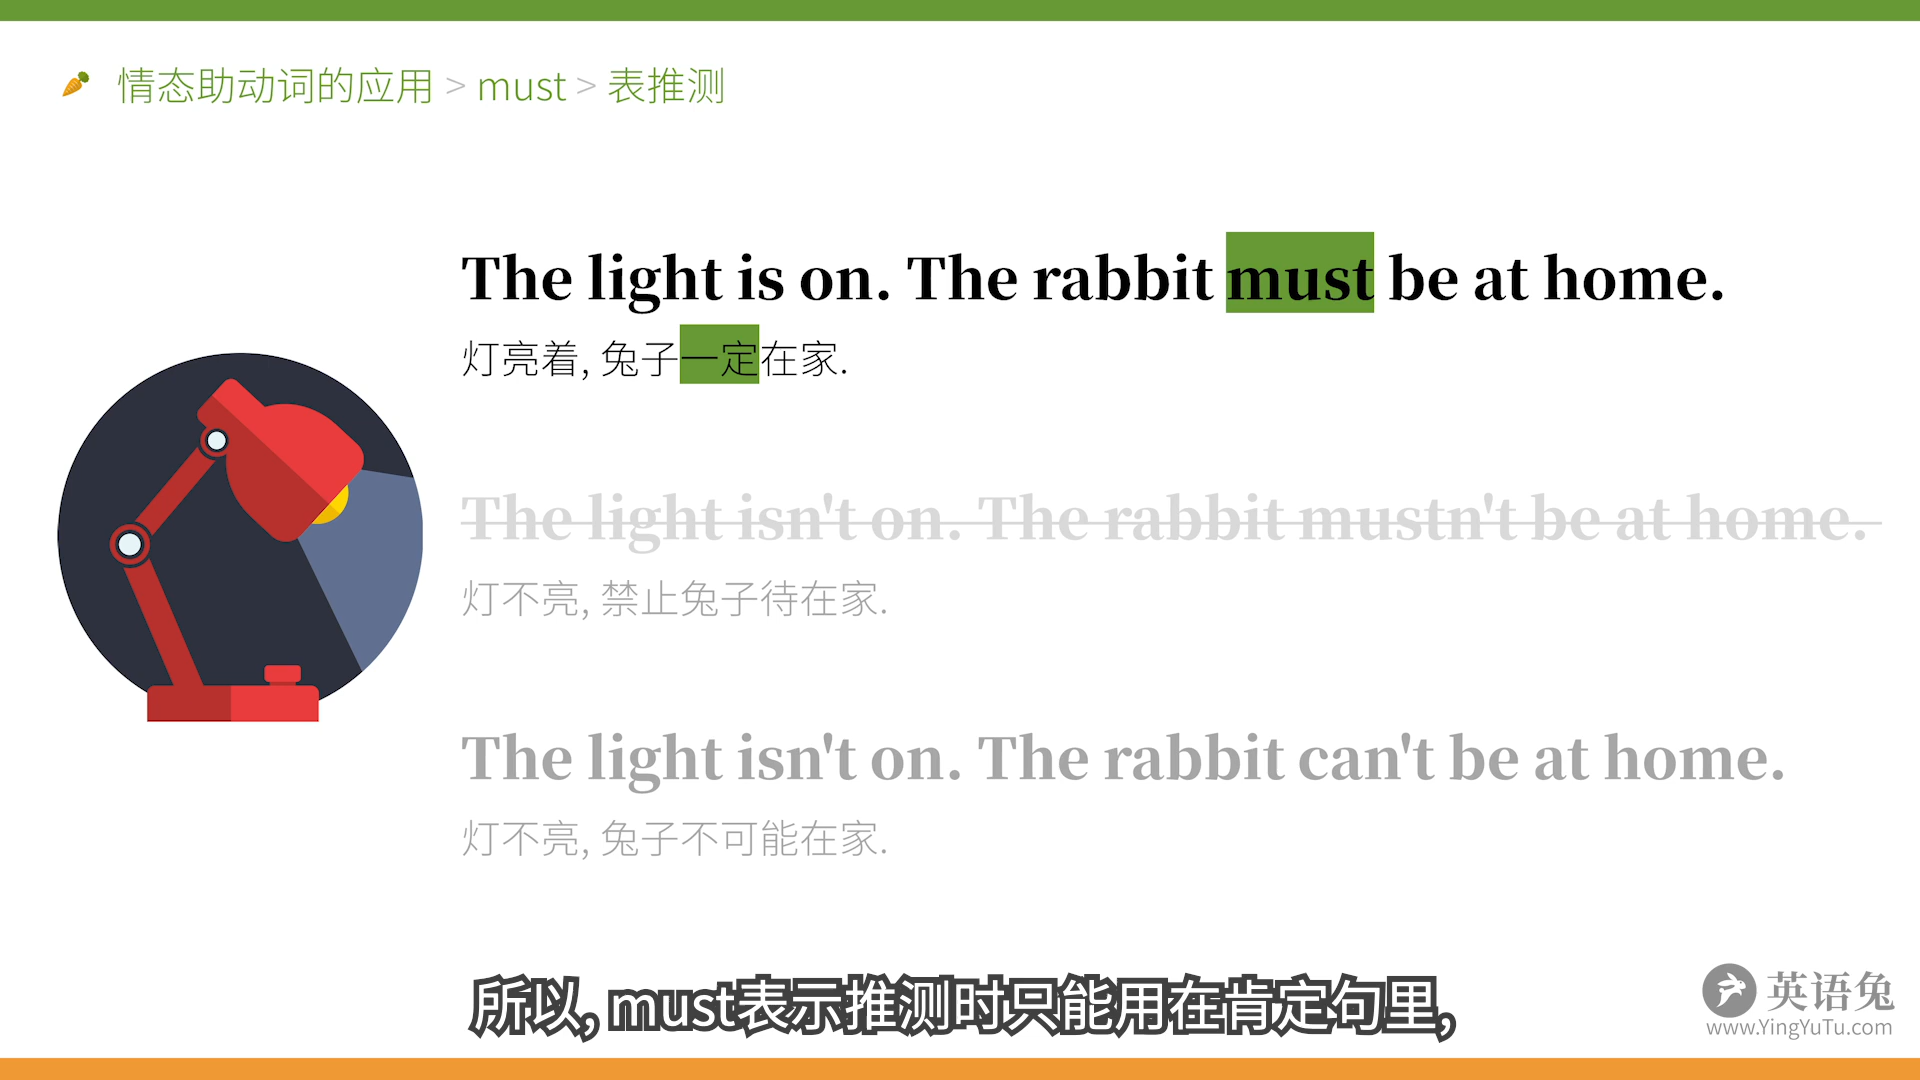 情态助动词的应用 > must > 表推测
The light is on. The rabbit must be at home.
灯亮着, 兔子一定在家.
The light isn't on. The rabbit mustn't be at home.
灯不亮, 禁止兔子待在家.
The light isn't on. The rabbit can't be at home.
灯不亮, 兔子不可能在家.
所以, must表示推测时只能用在肯定句里,
英语兔
www.YingYuTu.com